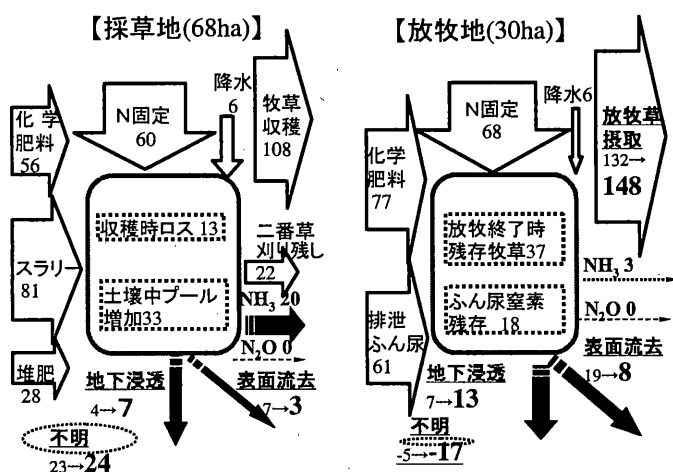 【採草地(68ha)】
化学
肥料
56
N固定
60
降水
6
牧草
収穫
108
スラリー
81
堆肥
28
収穫時ロス 13
土壌中プール
増加33
二番草
刈り残し
22
NH₃ 20
N₂O 0
地下浸透
4→7
表面流去
7→3
不明
23→24
【放牧地(30ha)】
化学
肥料
77
N固定
68
降水6
放牧草
摂取
132→
148
排泄
ふん尿
61
放牧終了時
残存牧草37
ふん尿窒素
残存 18
NH₃ 3
N₂O 0
地下浸透
7→13
表面流去
19→8
不明
-5→-17